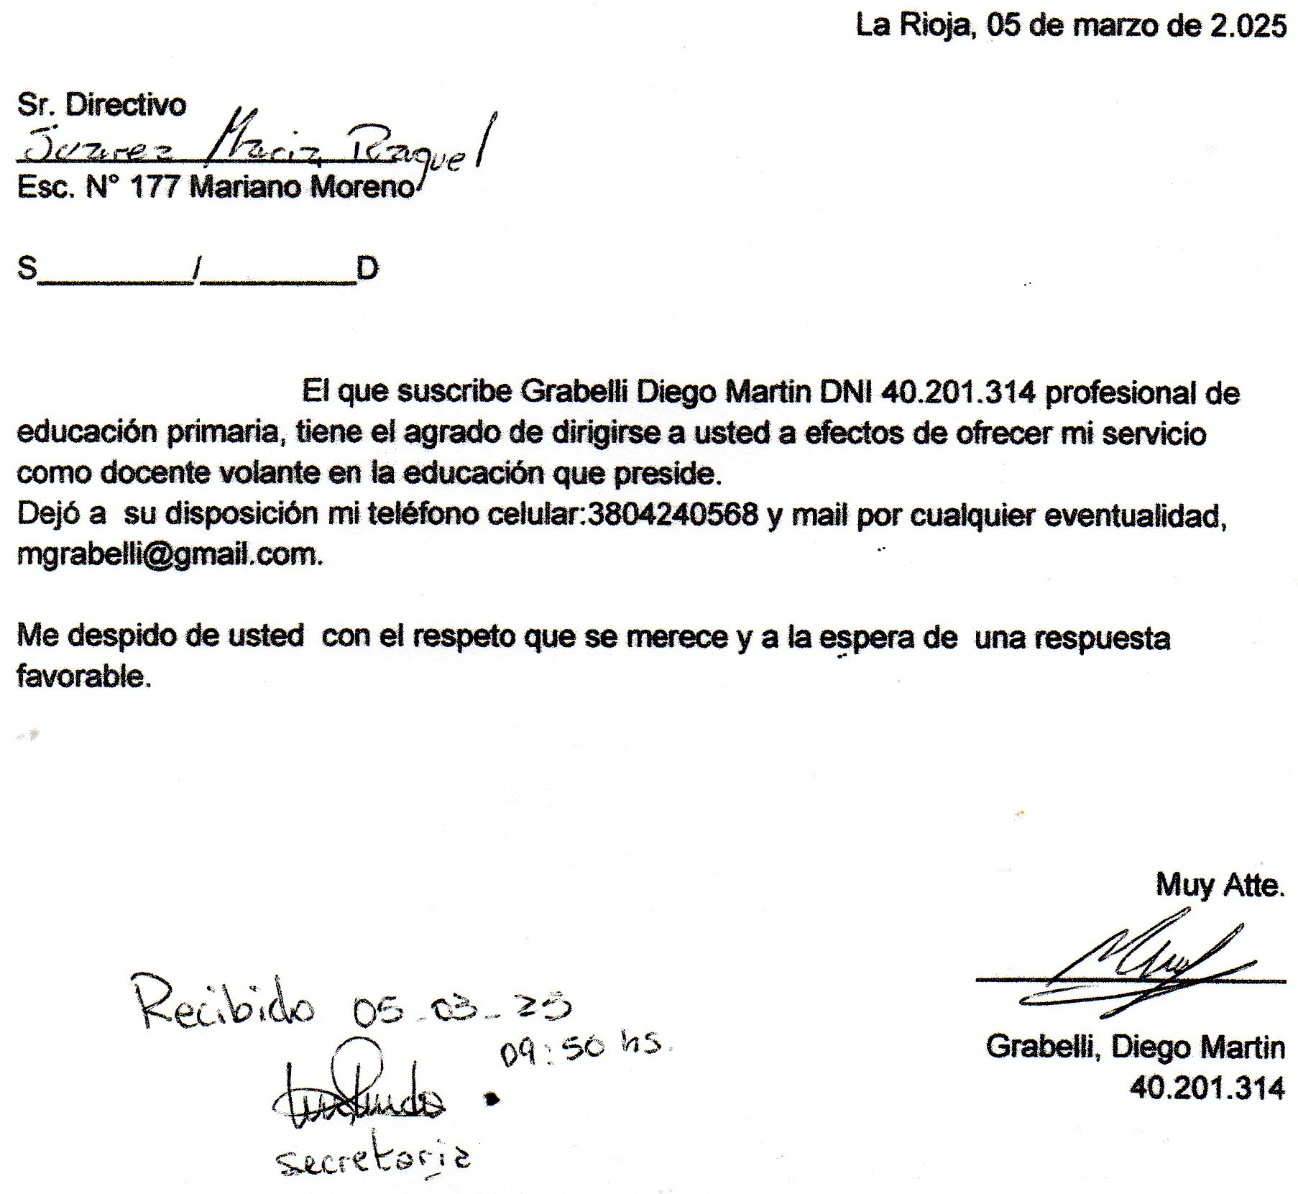 La Rioja, 05 de marzo de 2.025
Sr. Directivo
Juarez Maria Raquel
Esc. N° 177 Mariano Moreno
S_________/_________D
El que suscribe Grabelli Diego Martin DNI 40.201.314 profesional de
educación primaria, tiene el agrado de dirigirse a usted a efectos de ofrecer mi servicio
como docente volante en la educación que preside.
Dejó a su disposición mi teléfono celular:3804240568 y mail por cualquier eventualidad,
mgrabelli@gmail.com.
Me despido de usted con el respeto que se merece y a la espera de una respuesta
favorable.
Muy Atte.
Recibido 05-03-25
09:50 hs.
secretaria
Grabelli, Diego Martin
40.201.314